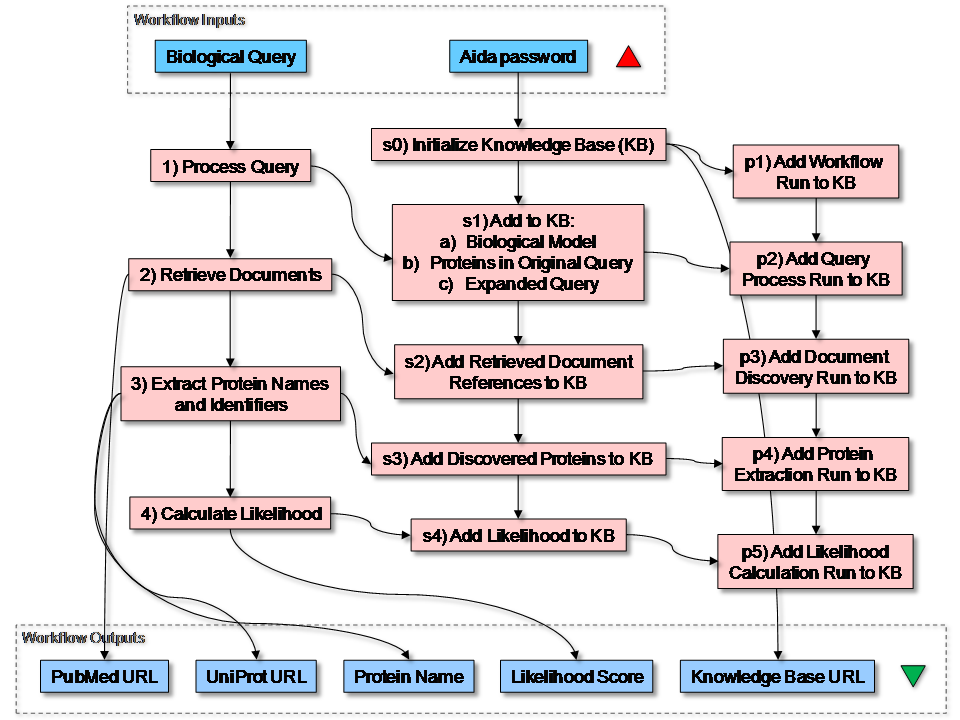 Workflow Inputs
Biological Query
Aida password
s0) Initialize Knowledge Base (KB)
1) Process Query
p1) Add Workflow
Run to KB
s1) Add to KB:
a) Biological Model
b) Proteins in Original Query
c) Expanded Query
2) Retrieve Documents
p2) Add Query
Process Run to KB
s2) Add Retrieved Document
References to KB
p3) Add Document
Discovery Run to KB
3) Extract Protein Names
and Identifiers
s3) Add Discovered Proteins to KB
p4) Add Protein
Extraction Run to KB
4) Calculate Likelihood
s4) Add Likelihood to KB
p5) Add Likelihood
Calculation Run to KB
Workflow Outputs
PubMed URL
UniProt URL
Protein Name
Likelihood Score
Knowledge Base URL